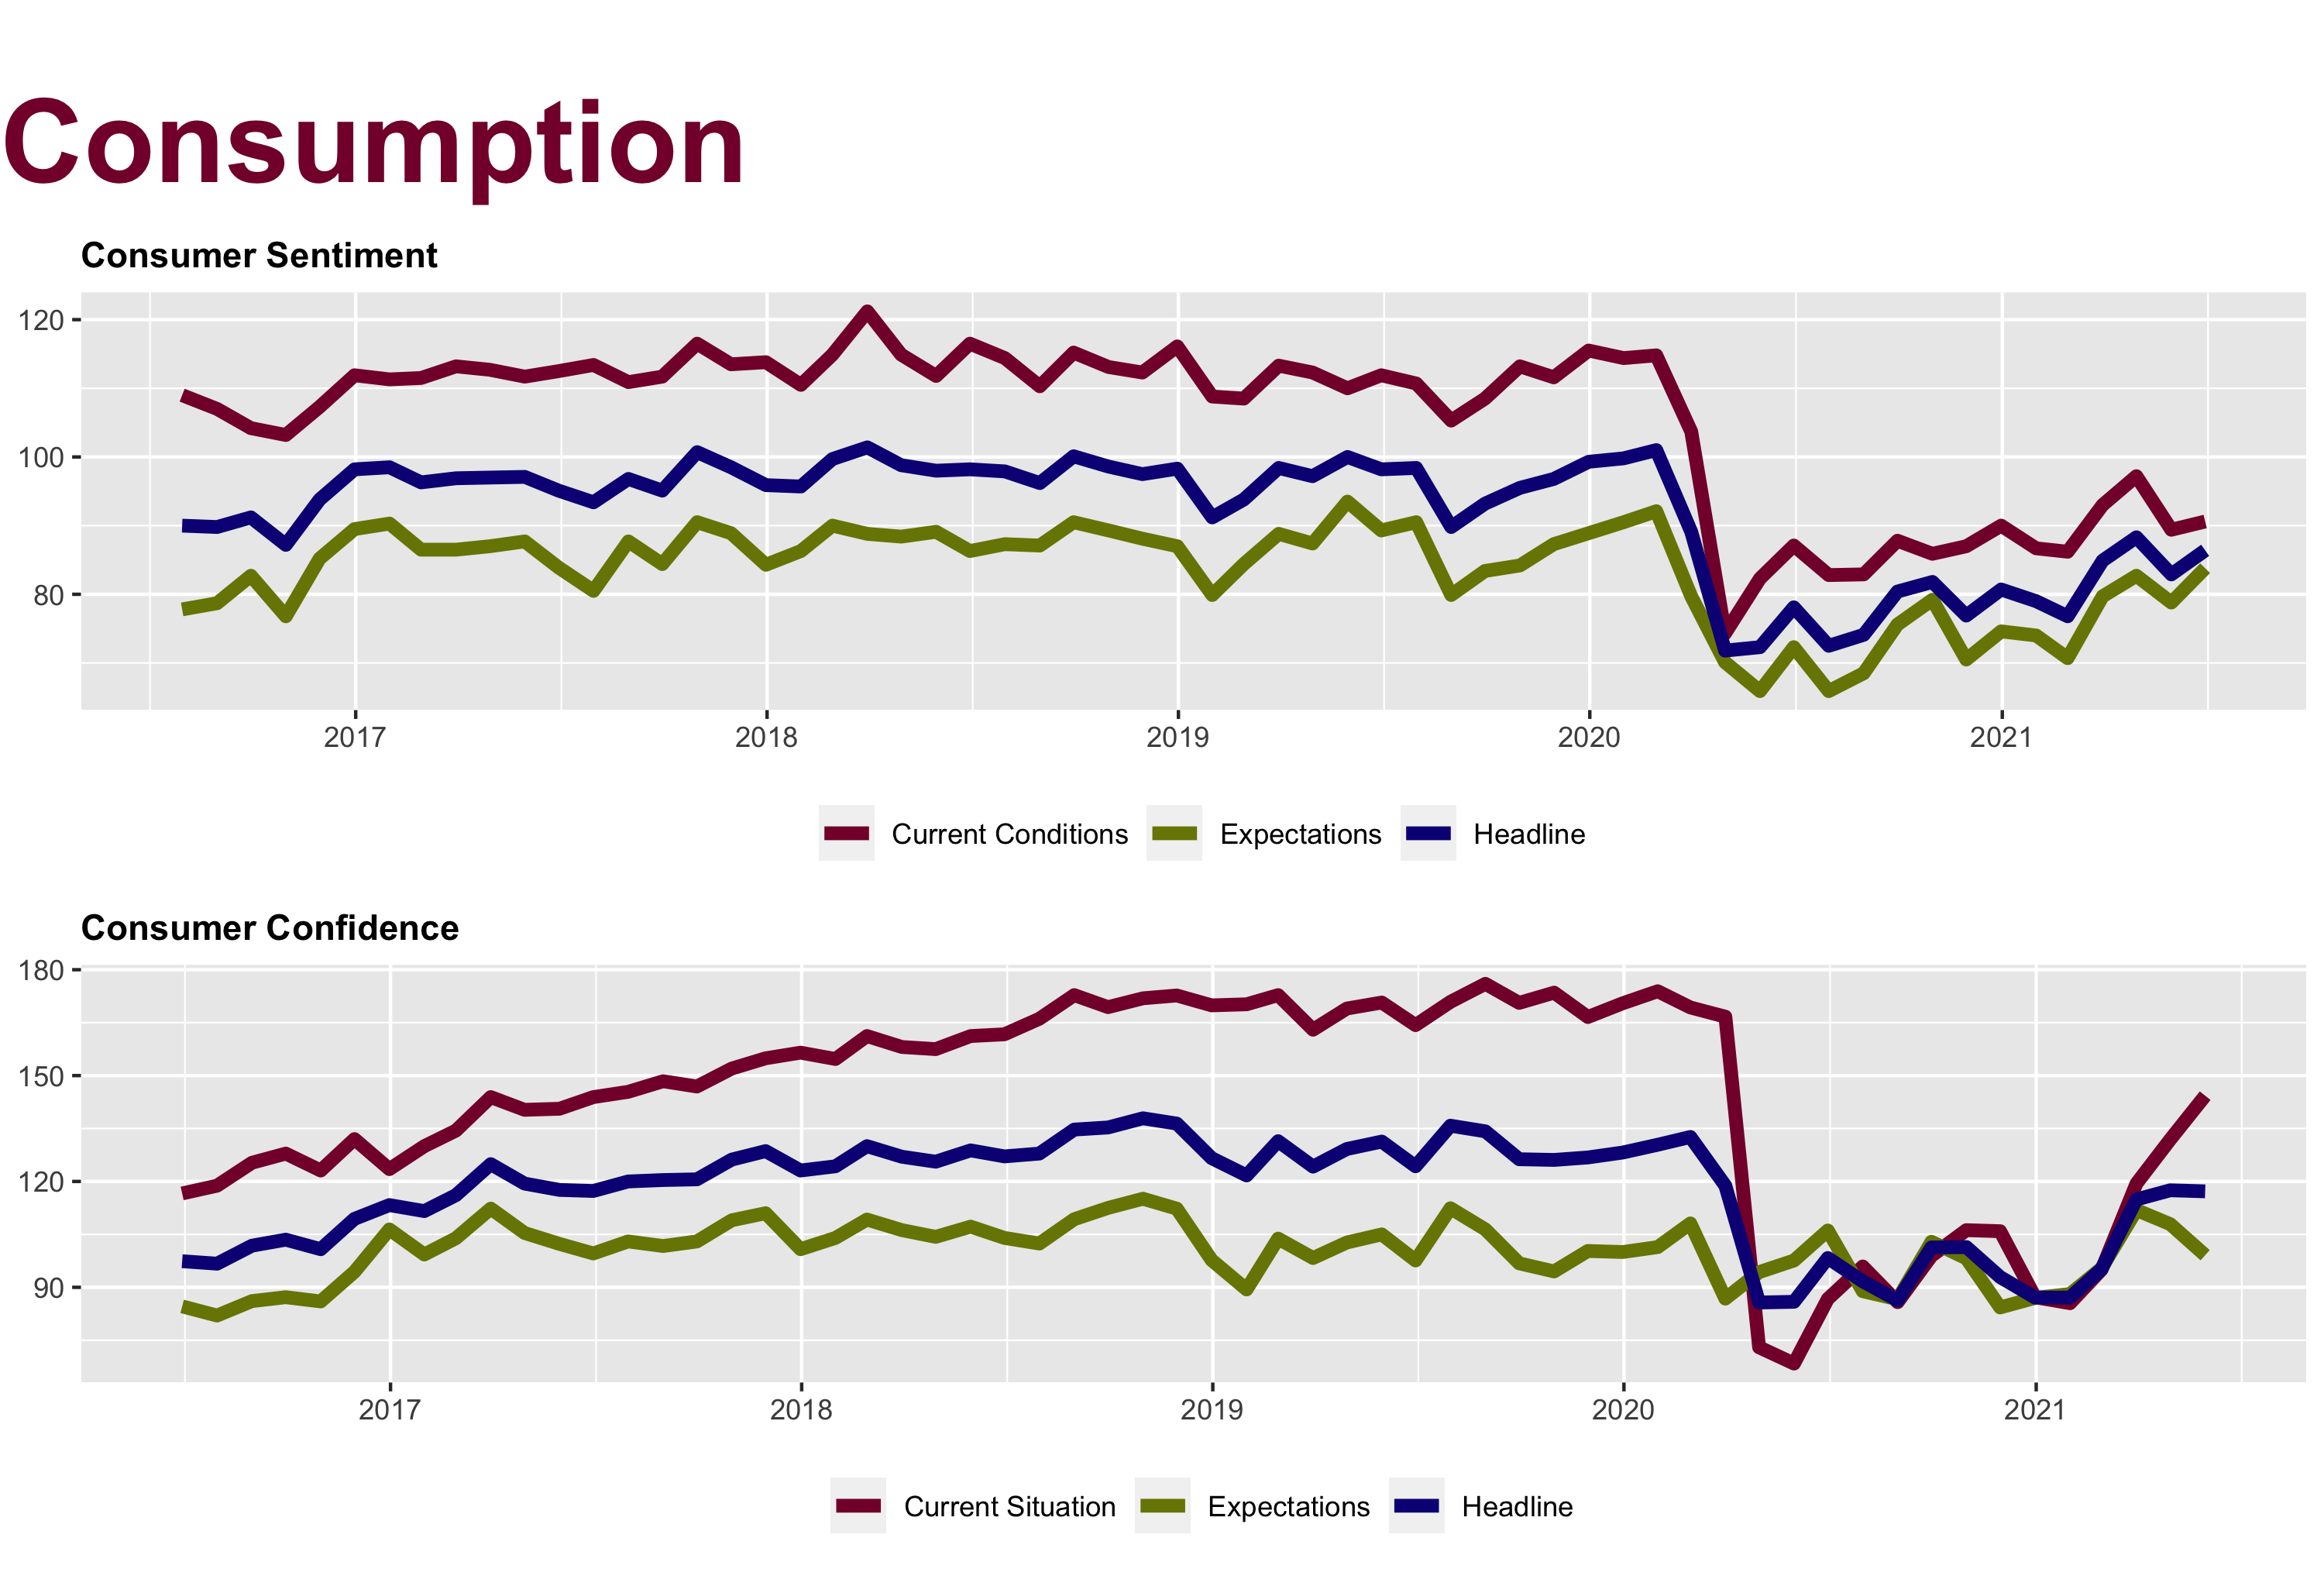 Consumption
Consumer Sentiment
120
100
80
2017 2018 2019 2020 2021
Current Conditions Expectations Headline
Consumer Confidence
180
150
120
90
2017 2018 2019 2020 2021
Current Situation Expectations Headline